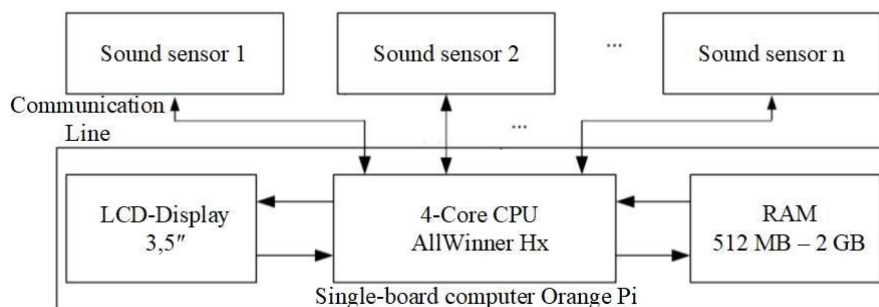 Sound sensor 1
Sound sensor 2
...
Sound sensor n
Communication
Line
...
LCD-Display
3,5″
4-Core CPU
AllWinner Hx
RAM
512 MB – 2 GB
Single-board computer Orange Pi